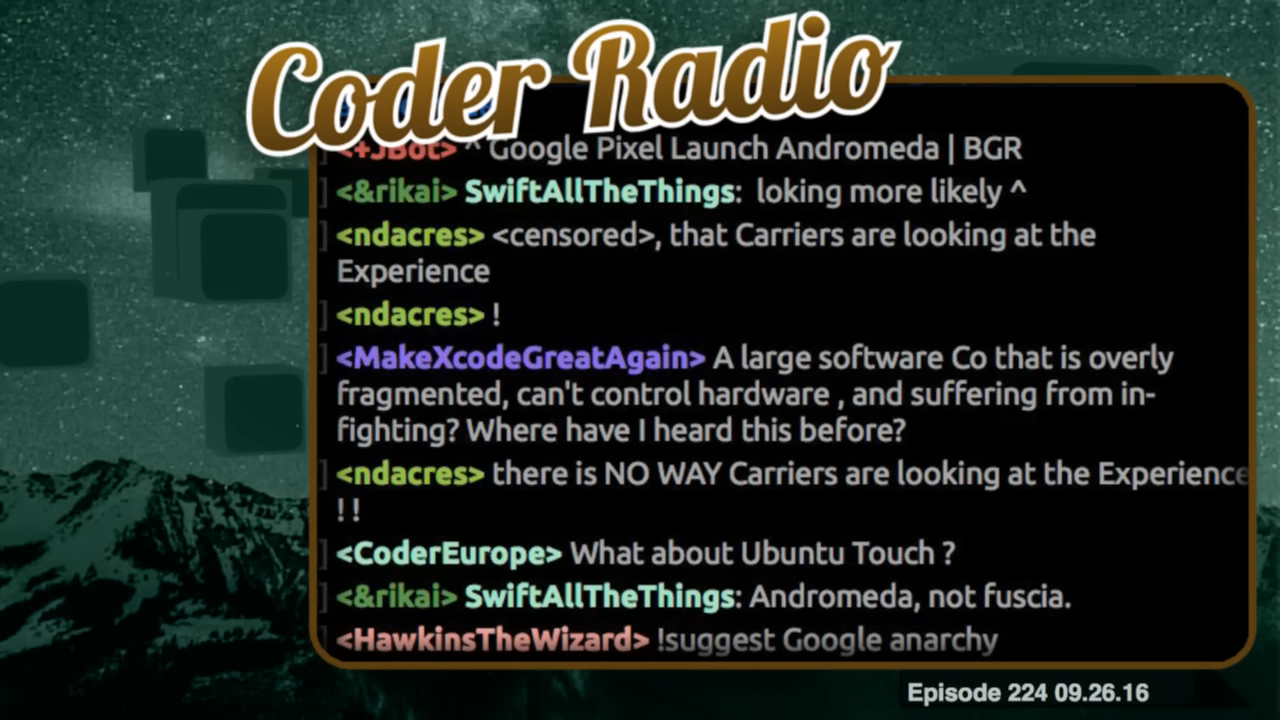 Coder Radio
<+JBot> ^ Google Pixel Launch Andromeda | BGR
] <&rikai> SwiftAllTheThings:  loking more likely ^
] <ndacres> <censored>, that Carriers are looking at the
Experience
] <ndacres> !
] <MakeXcodeGreatAgain> A large software Co that is overly
fragmented, can't control hardware , and suffering from in-
fighting? Where have I heard this before?
] <ndacres> there is NO WAY Carriers are looking at the Experience
! !
] <CoderEurope> What about Ubuntu Touch ?
] <&rikai> SwiftAllTheThings: Andromeda, not fuscia.
] <HawkinsTheWizard> !suggest Google anarchy
Episode 224 09.26.16